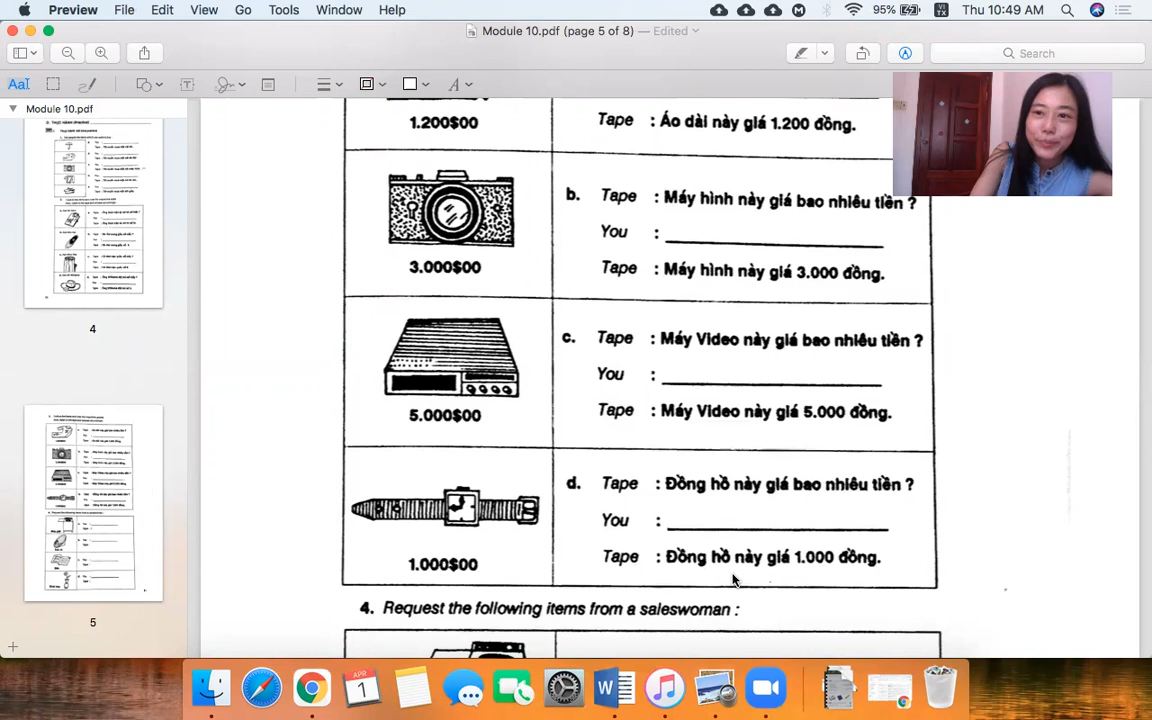 Preview File Edit View Go Tools Window Help
95% VI TX Thu 10:49 AM
Module 10.pdf (page 5 of 8) — Edited
Search
Module 10.pdf
4
5
1.200$00
Tape : Áo dài này giá 1.200 đồng.
b. Tape : Máy hình này giá bao nhiêu tiền ?
You :
3.000$00
Tape : Máy hình này giá 3.000 đồng.
c. Tape : Máy Video này giá bao nhiêu tiền ?
You :
5.000$00
Tape : Máy Video này giá 5.000 đồng.
d. Tape : Đồng hồ này giá bao nhiêu tiền ?
You :
Tape : Đồng hồ này giá 1.000 đồng.
1.000$00
4. Request the following items from a saleswoman :
APR
1